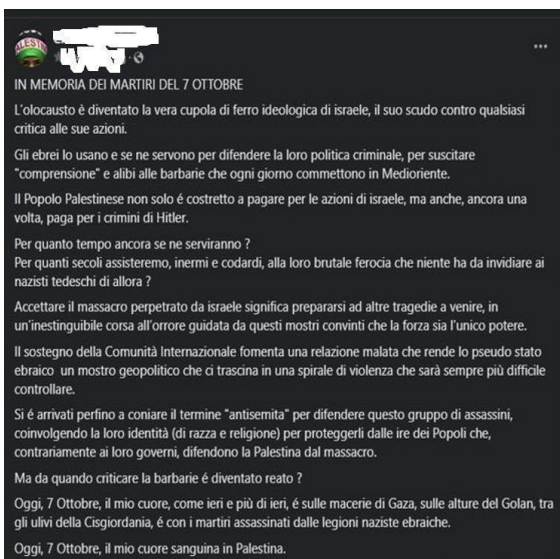 PALESTINE
IN MEMORIA DEI MARTIRI DEL 7 OTTOBRE
L'olocausto è diventato la vera cupola di ferro ideologica di israele, il suo scudo contro qualsiasi
critica alle sue azioni.
Gli ebrei lo usano e se ne servono per difendere la loro politica criminale, per suscitare
"comprensione" e alibi alle barbarie che ogni giorno commettono in Medioriente.
Il Popolo Palestinese non solo é costretto a pagare per le azioni di israele, ma anche, ancora una
volta, paga per i crimini di Hitler.
Per quanto tempo ancora se ne serviranno ?
Per quanti secoli assisteremo, inermi e codardi, alla loro brutale ferocia che niente ha da invidiare ai
nazisti tedeschi di allora ?
Accettare il massacro perpetrato da israele significa prepararsi ad altre tragedie a venire, in
un'inestinguibile corsa all'orrore guidata da questi mostri convinti che la forza sia l'unico potere.
Il sostegno della Comunità Internazionale fomenta una relazione malata che rende lo pseudo stato
ebraico un mostro geopolitico che ci trascina in una spirale di violenza che sarà sempre più difficile
controllare.
Si é arrivati perfino a coniare il termine "antisemita" per difendere questo gruppo di assassini,
coinvolgendo la loro identità (di razza e religione) per proteggerli dalle ire dei Popoli che,
contrariamente ai loro governi, difendono la Palestina dal massacro.
Ma da quando criticare la barbarie é diventato reato ?
Oggi, 7 Ottobre, il mio cuore, come ieri e più di ieri, é sulle macerie di Gaza, sulle alture del Golan, tra
gli ulivi della Cisgiordania, é con i martiri assassinati dalle legioni naziste ebraiche.
Oggi, 7 Ottobre, il mio cuore sanguina in Palestina.